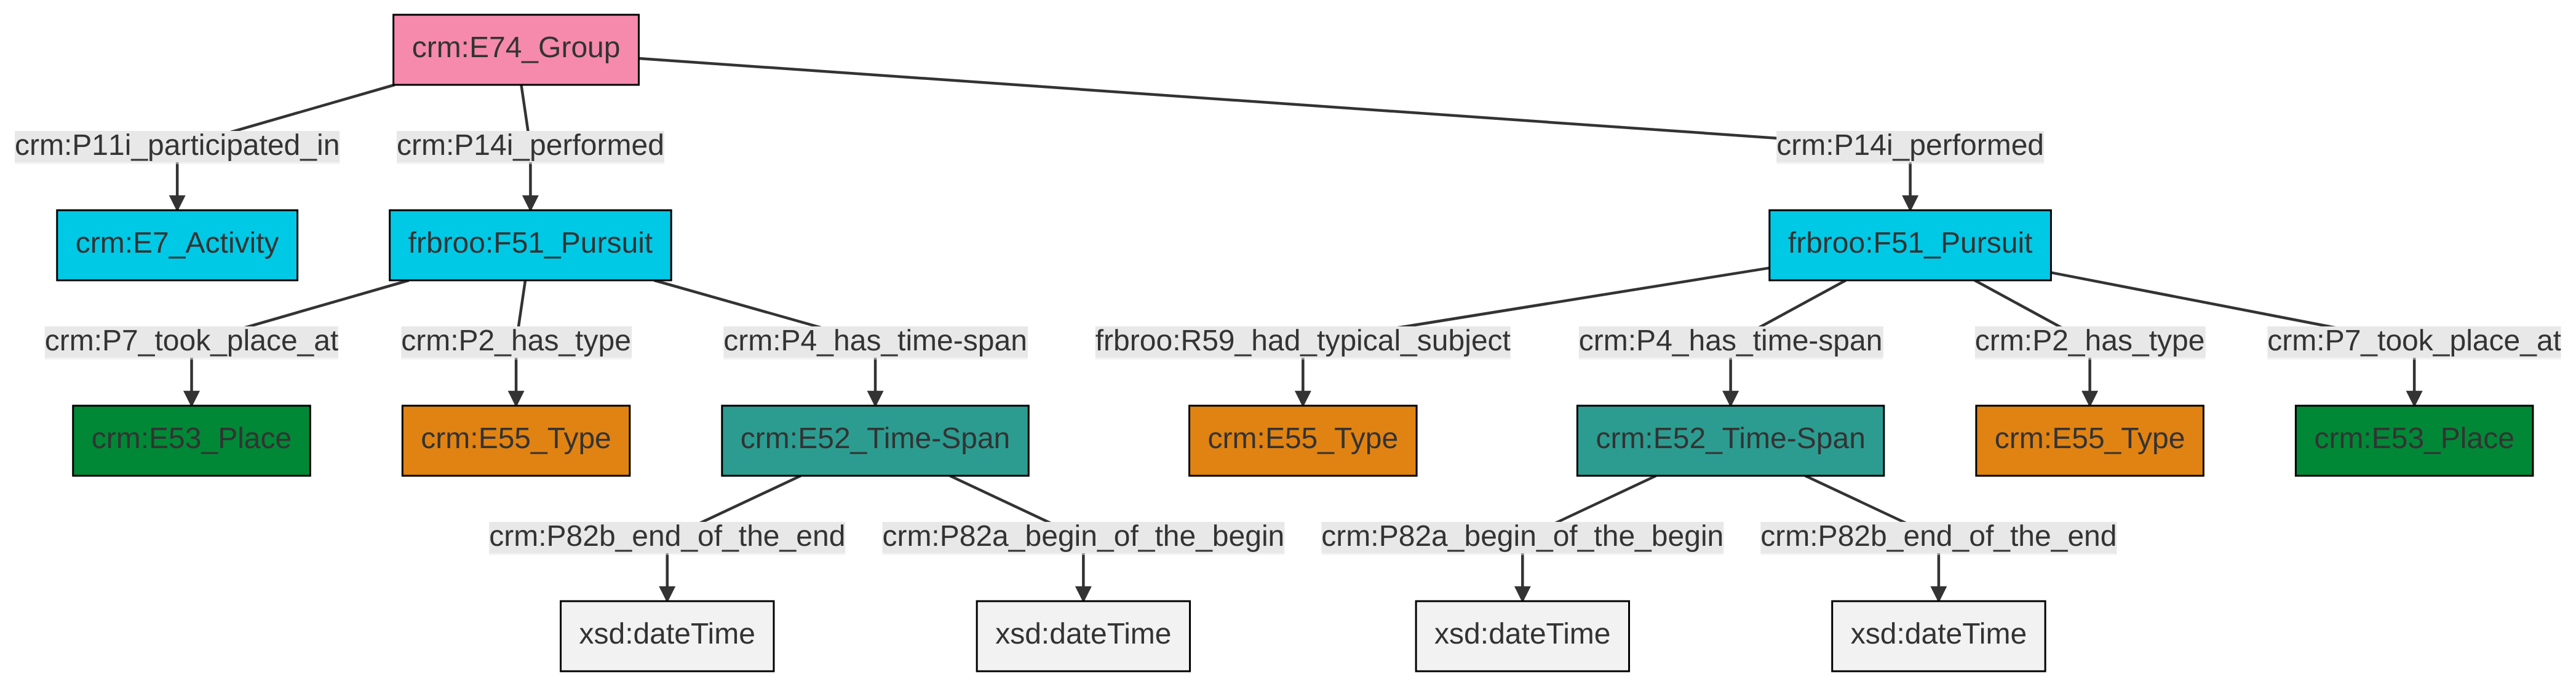 crm:E74_Group
crm:P11i_participated_in
crm:P14i_performed
crm:P14i_performed
crm:E7_Activity
frbroo:F51_Pursuit
frbroo:F51_Pursuit
crm:P7_took_place_at
crm:P2_has_type
crm:P4_has_time-span
frbroo:R59_had_typical_subject
crm:P4_has_time-span
crm:P2_has_type
crm:P7_took_place_at
crm:E53_Place
crm:E55_Type
crm:E52_Time-Span
crm:E55_Type
crm:E52_Time-Span
crm:E55_Type
crm:E53_Place
crm:P82b_end_of_the_end
crm:P82a_begin_of_the_begin
crm:P82a_begin_of_the_begin
crm:P82b_end_of_the_end
xsd:dateTime
xsd:dateTime
xsd:dateTime
xsd:dateTime